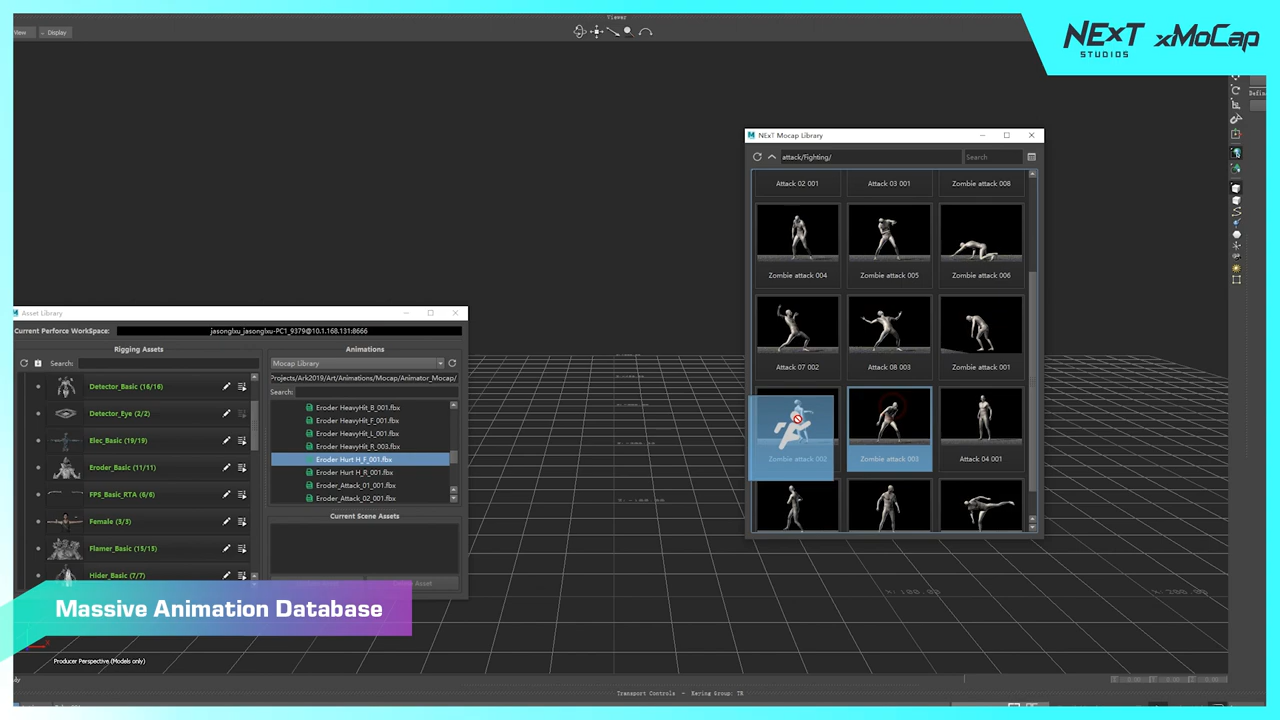 Viewer
View
Display
NExT
STUDIOS
xMoCap
NExT Mocap Library
attack/Fighting/
Search
Attack 02 001
Attack 03 001
Zombie attack 008
Zombie attack 004
Zombie attack 005
Zombie attack 006
Attack 07 002
Attack 08 003
Zombie attack 001
Zombie attack 002
Zombie attack 003
Attack 04 001
Asset Library
Current Perforce WorkSpace:
jasonglxu_jasonglxu-PC1_9379@10.1.168.131:8666
Rigging Assets
Animations
Search:
Mocap Library
Projects/Ark2019/Art/Animations/Mocap/Animator_Mocap/
Search:
Detector_Basic (16/16)
Detector_Eye (2/2)
Elec_Basic (19/19)
Eroder_Basic (11/11)
FPS_Basic_RTA (6/6)
Female (3/3)
Flamer_Basic (15/15)
Hider_Basic (7/7)
Eroder HeavyHit_B_001.fbx
Eroder HeavyHit_F_001.fbx
Eroder HeavyHit_L_001.fbx
Eroder HeavyHit_R_003.fbx
Eroder Hurt H_F_001.fbx
Eroder Hurt H_R_001.fbx
Eroder_Attack_01_001.fbx
Eroder_Attack_02_001.fbx
Current Scene Assets
Asset
Massive Animation Database
Producer Perspective (Models only)
Transport Controls - Keying Group: TR